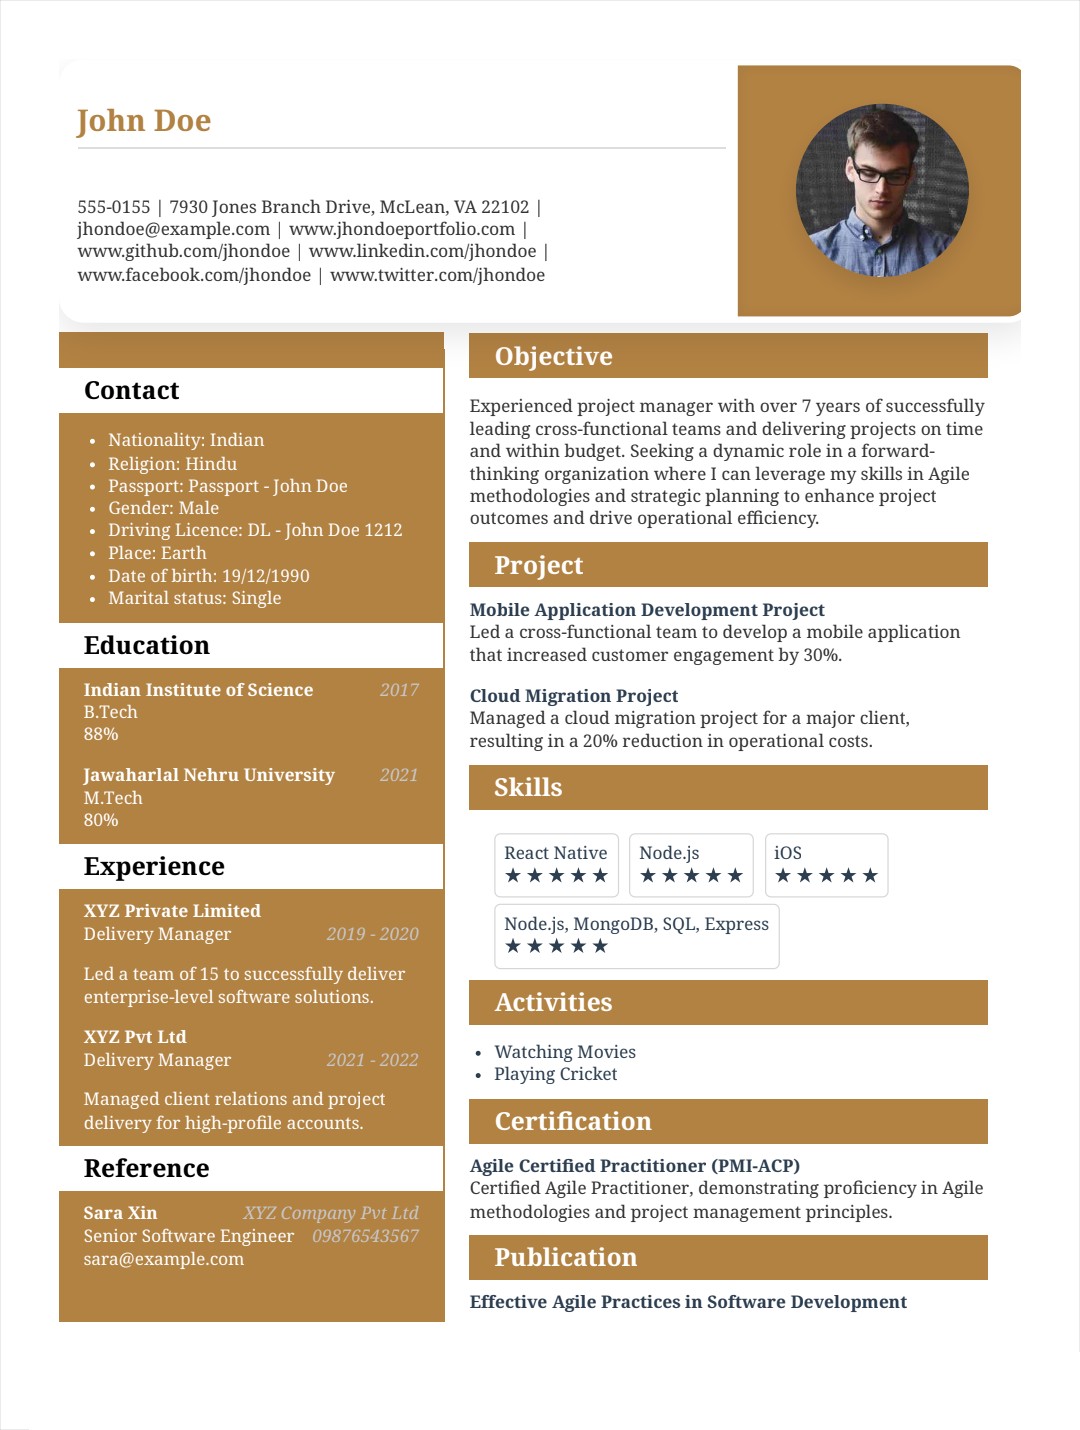 John Doe
555-0155 | 7930 Jones Branch Drive, McLean, VA 22102 |
jhondoe@example.com | www.jhondoeportfolio.com |
www.github.com/jhondoe | www.linkedin.com/jhondoe |
www.facebook.com/jhondoe | www.twitter.com/jhondoe
Contact
• Nationality: Indian
• Religion: Hindu
• Passport: Passport - John Doe
• Gender: Male
• Driving Licence: DL - John Doe 1212
• Place: Earth
• Date of birth: 19/12/1990
• Marital status: Single
Education
Indian Institute of Science 2017
B.Tech
88%
Jawaharlal Nehru University 2021
M.Tech
80%
Experience
XYZ Private Limited
Delivery Manager 2019 - 2020
Led a team of 15 to successfully deliver
enterprise-level software solutions.
XYZ Pvt Ltd
Delivery Manager 2021 - 2022
Managed client relations and project
delivery for high-profile accounts.
Reference
Sara Xin XYZ Company Pvt Ltd
Senior Software Engineer 09876543567
sara@example.com
Objective
Experienced project manager with over 7 years of successfully
leading cross-functional teams and delivering projects on time
and within budget. Seeking a dynamic role in a forward-
thinking organization where I can leverage my skills in Agile
methodologies and strategic planning to enhance project
outcomes and drive operational efficiency.
Project
Mobile Application Development Project
Led a cross-functional team to develop a mobile application
that increased customer engagement by 30%.
Cloud Migration Project
Managed a cloud migration project for a major client,
resulting in a 20% reduction in operational costs.
Skills
React Native Node.js iOS
★★★★★ ★★★★★ ★★★★★
Node.js, MongoDB, SQL, Express
★★★★★
Activities
• Watching Movies
• Playing Cricket
Certification
Agile Certified Practitioner (PMI-ACP)
Certified Agile Practitioner, demonstrating proficiency in Agile
methodologies and project management principles.
Publication
Effective Agile Practices in Software Development